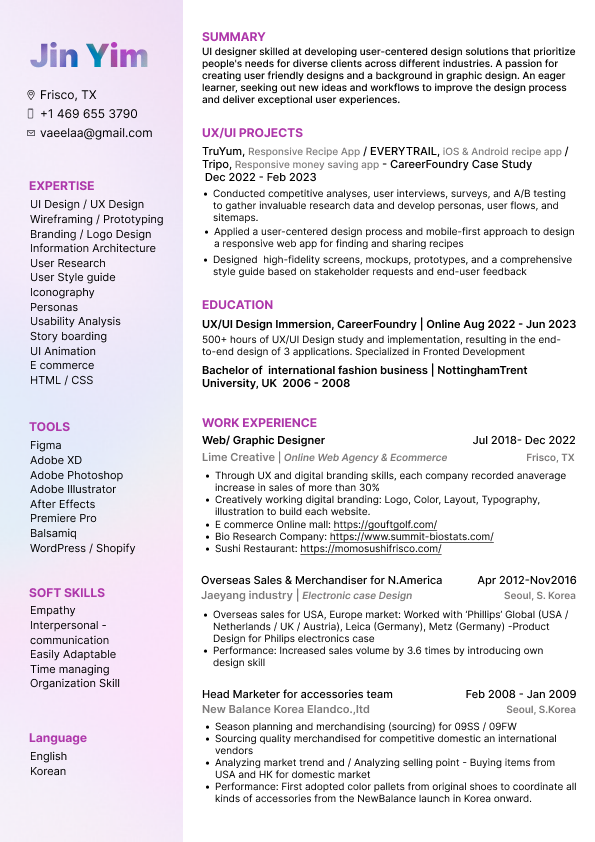 Jin Yim
Frisco, TX
+1 469 655 3790
vaeelaa@gmail.com
EXPERTISE
UI Design / UX Design
Wireframing / Prototyping
Branding / Logo Design
Information Architecture
User Research
User Style guide
Iconography
Personas
Usability Analysis
Story boarding
UI Animation
E commerce
HTML / CSS
TOOLS
Figma
Adobe XD
Adobe Photoshop
Adobe Illustrator
After Effects
Premiere Pro
Balsamiq
WordPress / Shopify
SOFT SKILLS
Empathy
Interpersonal -
communication
Easily Adaptable
Time managing
Organization Skill
Language
English
Korean
SUMMARY
UI designer skilled at developing user-centered design solutions that prioritize
people's needs for diverse clients across different industries. A passion for
creating user friendly designs and a background in graphic design. An eager
learner, seeking out new ideas and workflows to improve the design process
and deliver exceptional user experiences.
UX/UI PROJECTS
TruYum, Responsive Recipe App / EVERYTRAIL, iOS & Android recipe app /
Tripo, Responsive money saving app - CareerFoundry Case Study
Dec 2022 - Feb 2023
• Conducted competitive analyses, user interviews, surveys, and A/B testing
to gather invaluable research data and develop personas, user flows, and
sitemaps.
• Applied a user-centered design process and mobile-first approach to design
a responsive web app for finding and sharing recipes
• Designed high-fidelity screens, mockups, prototypes, and a comprehensive
style guide based on stakeholder requests and end-user feedback
EDUCATION
UX/UI Design Immersion, CareerFoundry | Online Aug 2022 - Jun 2023
500+ hours of UX/UI Design study and implementation, resulting in the end-
to-end design of 3 applications. Specialized in Fronted Development
Bachelor of international fashion business | NottinghamTrent
University, UK 2006 - 2008
WORK EXPERIENCE
Web/ Graphic Designer Jul 2018- Dec 2022
Lime Creative | Online Web Agency & Ecommerce Frisco, TX
• Through UX and digital branding skills, each company recorded anaverage
increase in sales of more than 30%
• Creatively working digital branding: Logo, Color, Layout, Typography,
illustration to build each website.
• E commerce Online mall: https://gouftgolf.com/
• Bio Research Company: https://www.summit-biostats.com/
• Sushi Restaurant: https://momosushifrisco.com/
Overseas Sales & Merchandiser for N.America Apr 2012-Nov2016
Jaeyang industry | Electronic case Design Seoul, S. Korea
• Overseas sales for USA, Europe market: Worked with ‘Phillips’ Global (USA /
Netherlands / UK / Austria), Leica (Germany), Metz (Germany) -Product
Design for Philips electronics case
• Performance: Increased sales volume by 3.6 times by introducing own
design skill
Head Marketer for accessories team Feb 2008 - Jan 2009
New Balance Korea Elandco.,ltd Seoul, S.Korea
• Season planning and merchandising (sourcing) for 09SS / 09FW
• Sourcing quality merchandised for competitive domestic an international
vendors
• Analyzing market trend and / Analyzing selling point - Buying items from
USA and HK for domestic market
• Performance: First adopted color pallets from original shoes to coordinate all
kinds of accessories from the NewBalance launch in Korea onward.